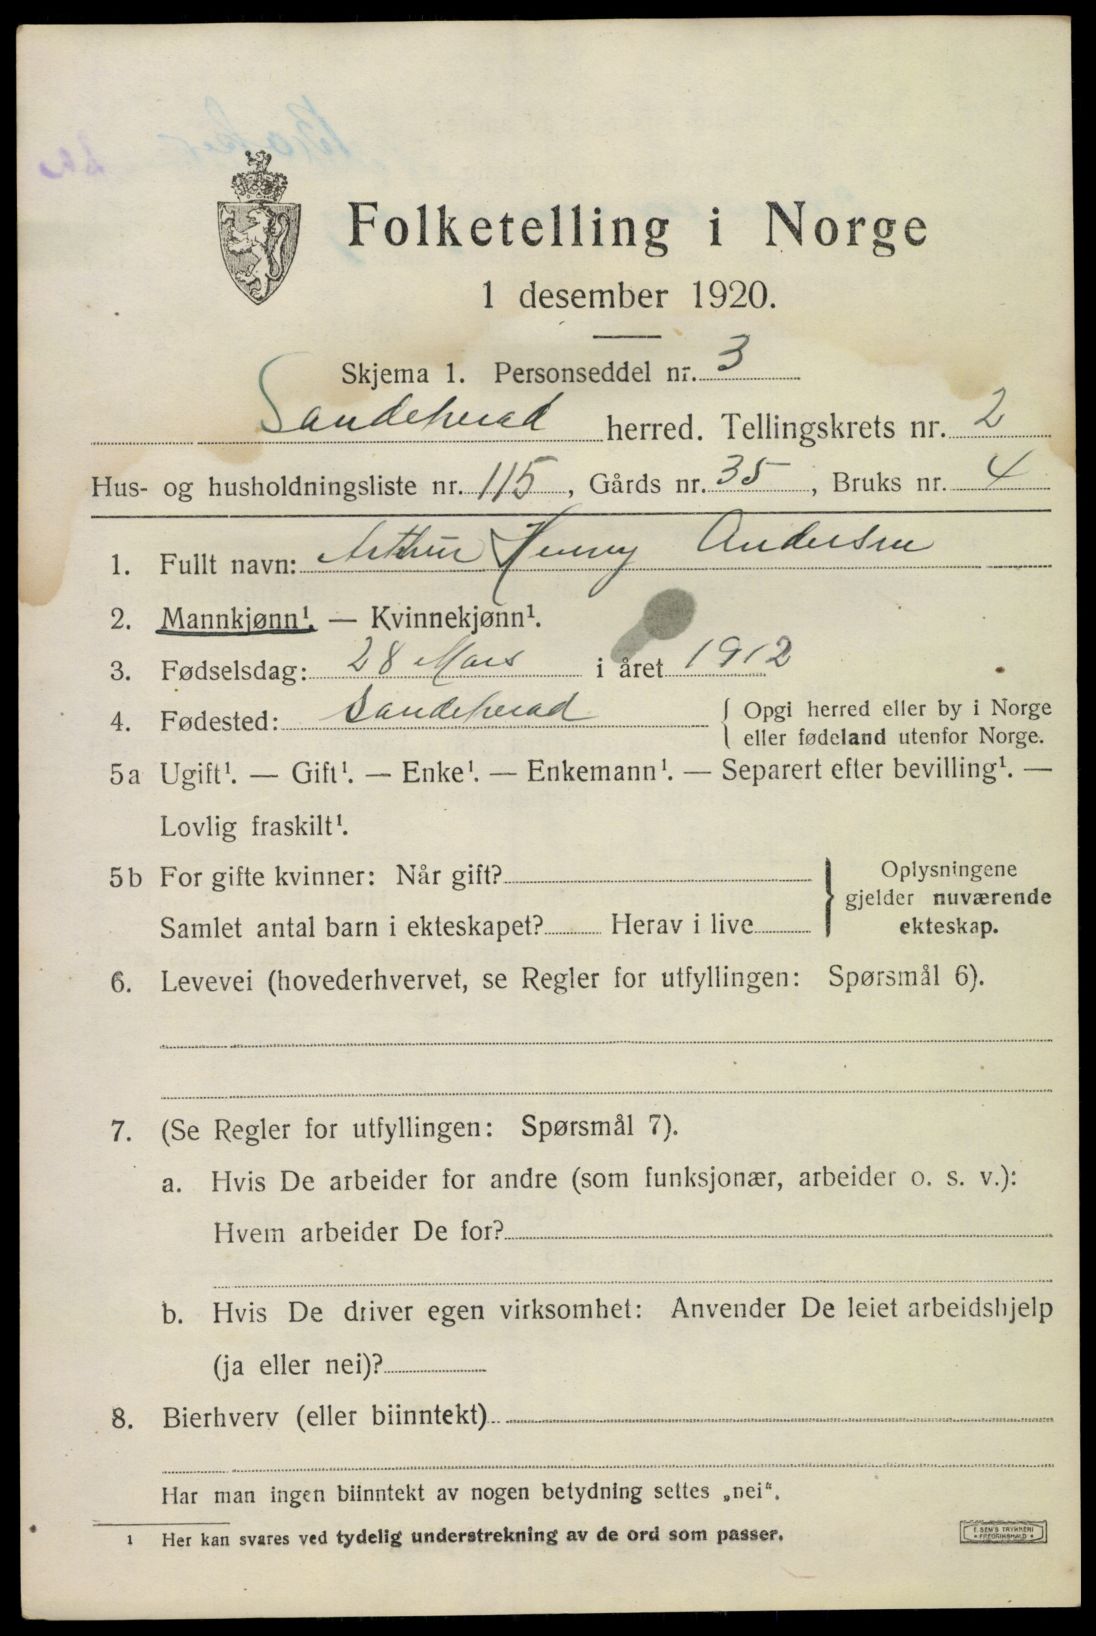 Folketelling i Norge
1 desember 1920.
Skjema 1. Personseddel nr. 3
Sandeherad herred. Tellingskrets nr. 2
Hus- og husholdningsliste nr. 115, Gårds nr. 35, Bruks nr. 4
1. Fullt navn: Arthur Henry Andersen
2. Mannkjønn¹. — Kvinnekjønn¹.
3. Fødselsdag: 28 Mars i året 1912
4. Fødested: Sandeherad { Opgi herred eller by i Norge
eller fødeland utenfor Norge.
5a Ugift¹. — Gift¹. — Enke¹. — Enkemann¹. — Separert efter bevilling¹. —
Lovlig fraskilt¹.
5b For gifte kvinner: Når gift?
Samlet antal barn i ekteskapet? Herav i live
} Oplysningene
gjelder nuværende
ekteskap.
6. Levevei (hovederhvervet, se Regler for utfyllingen: Spørsmål 6).
7. (Se Regler for utfyllingen: Spørsmål 7).
a. Hvis De arbeider for andre (som funksjonær, arbeider o. s. v.):
Hvem arbeider De for?
b. Hvis De driver egen virksomhet: Anvender De leiet arbeidshjelp
(ja eller nei)?
8. Bierhverv (eller biinntekt)
Har man ingen biinntekt av nogen betydning settes „nei“.
1 Her kan svares ved tydelig understrekning av de ord som passer.
E. SEM'S TRYKKERI
FREDRIKSHALD